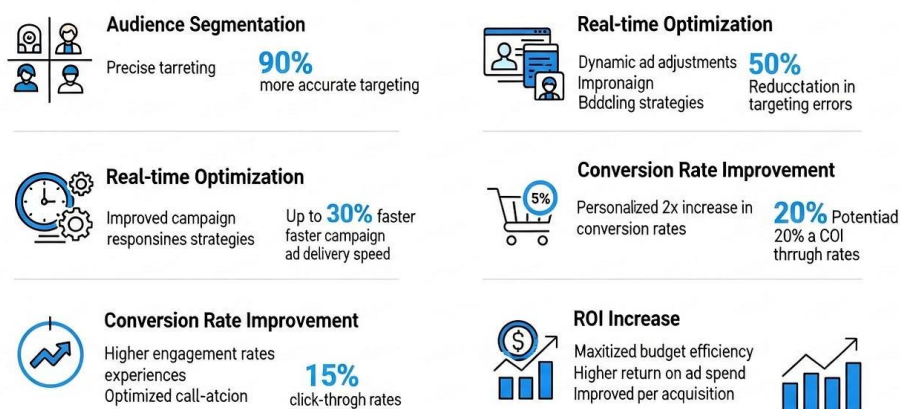 Audience Segmentation
Precise tarreting
90%
more accurate targeting
Real-time Optimization
Dynamic ad adjustments
Impronaign
Bddcling strategies
50%
Reducctation in
targeting errors
Real-time Optimization
Improved campaign
responsines strategies
Up to 30% faster
faster campaign
ad delivery speed
Conversion Rate Improvement
5%
Personalized 2x increase in
conversion rates
20% Potentiad
20% a COI
thrrugh rates
Conversion Rate Improvement
Higher engagement rates
experiences
Optimized call-atcion
15%
click-throgh rates
ROI Increase
$
Maxitized budget efficiency
Higher return on ad spend
Improved per acquisition